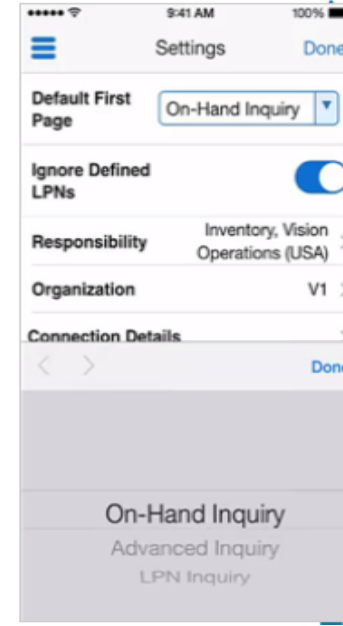 9:41 AM 100%
Settings Done
Default First
Page
On-Hand Inquiry
Ignore Defined
LPNs
Responsibility
Inventory, Vision
Operations (USA)
Organization V1
Connection Details
Done
On-Hand Inquiry
Advanced Inquiry
LPN Inquiry